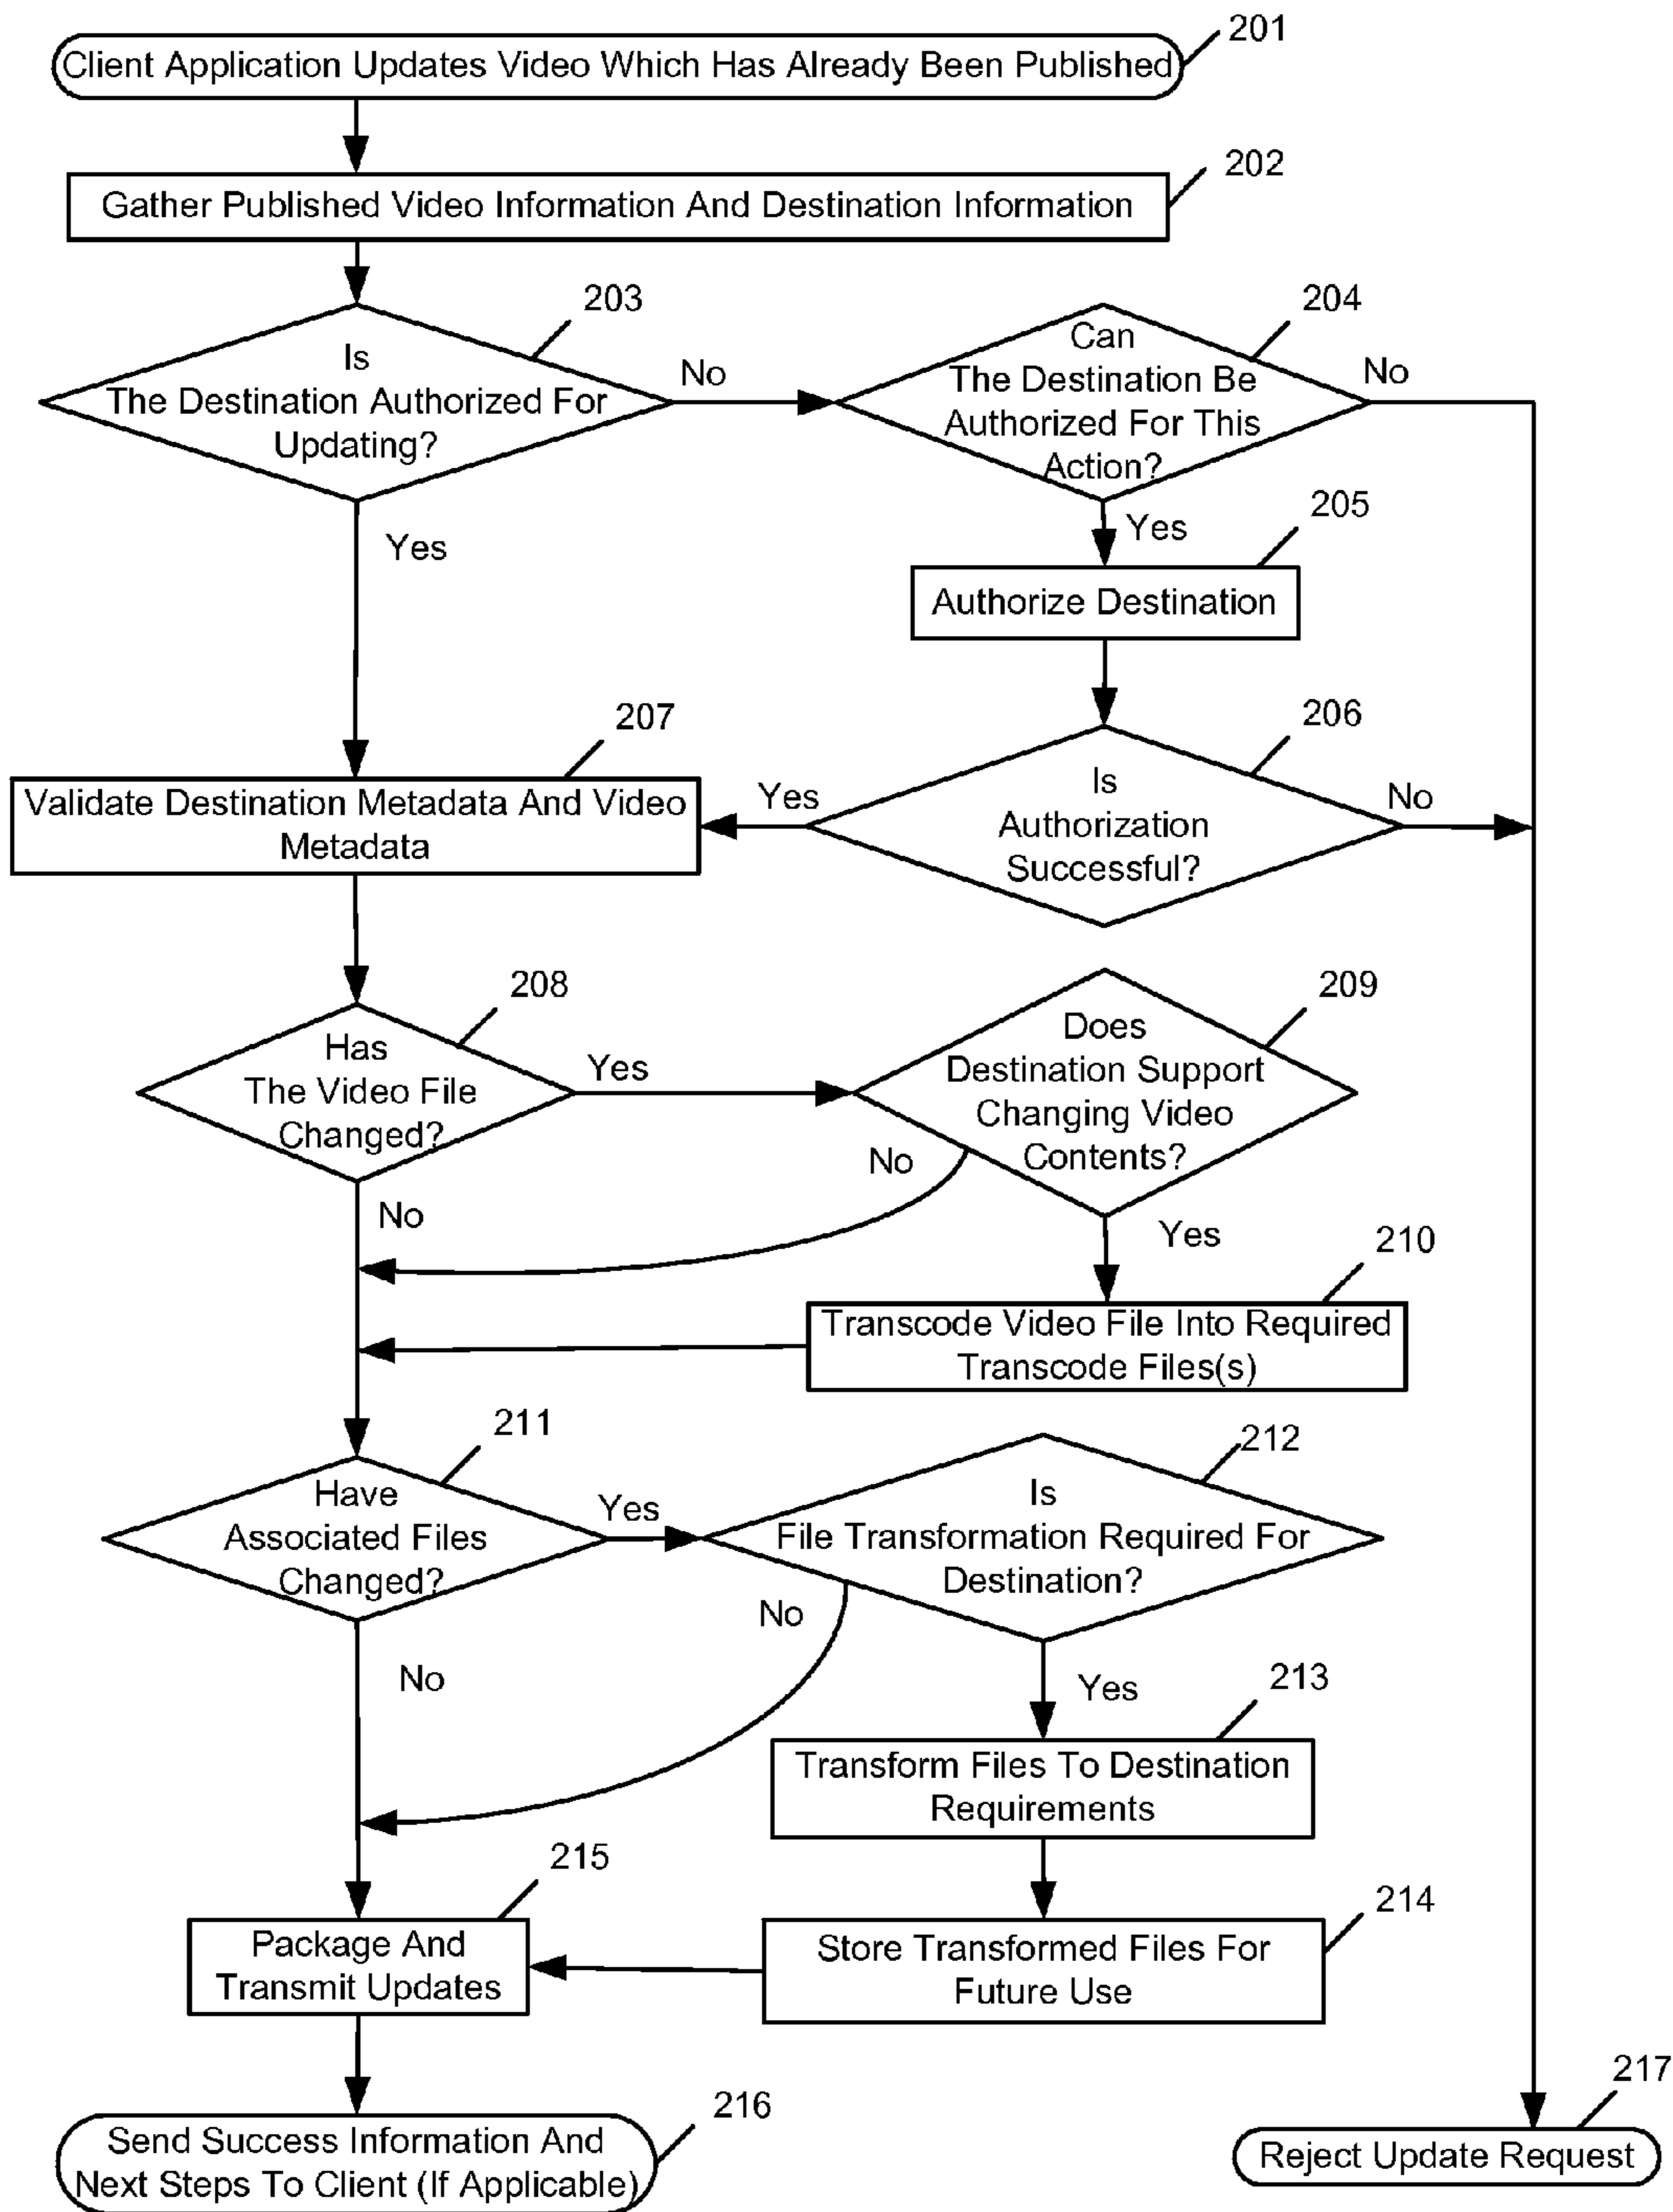 201
Client Application Updates Video Which Has Already Been Published
202
Gather Published Video Information And Destination Information
203
Is
The Destination Authorized For
Updating?
No
204
Can
The Destination Be
Authorized For This
Action?
No
Yes
Yes
205
Authorize Destination
206
Is
Authorization
Successful?
Yes
No
207
Validate Destination Metadata And Video
Metadata
208
Has
The Video File
Changed?
Yes
No
209
Does
Destination Support
Changing Video
Contents?
No
Yes
210
Transcode Video File Into Required
Transcode Files(s)
211
Have
Associated Files
Changed?
Yes
No
212
Is
File Transformation Required For
Destination?
No
Yes
213
Transform Files To Destination
Requirements
214
Store Transformed Files For
Future Use
215
Package And
Transmit Updates
216
Send Success Information And
Next Steps To Client (If Applicable)
217
Reject Update Request